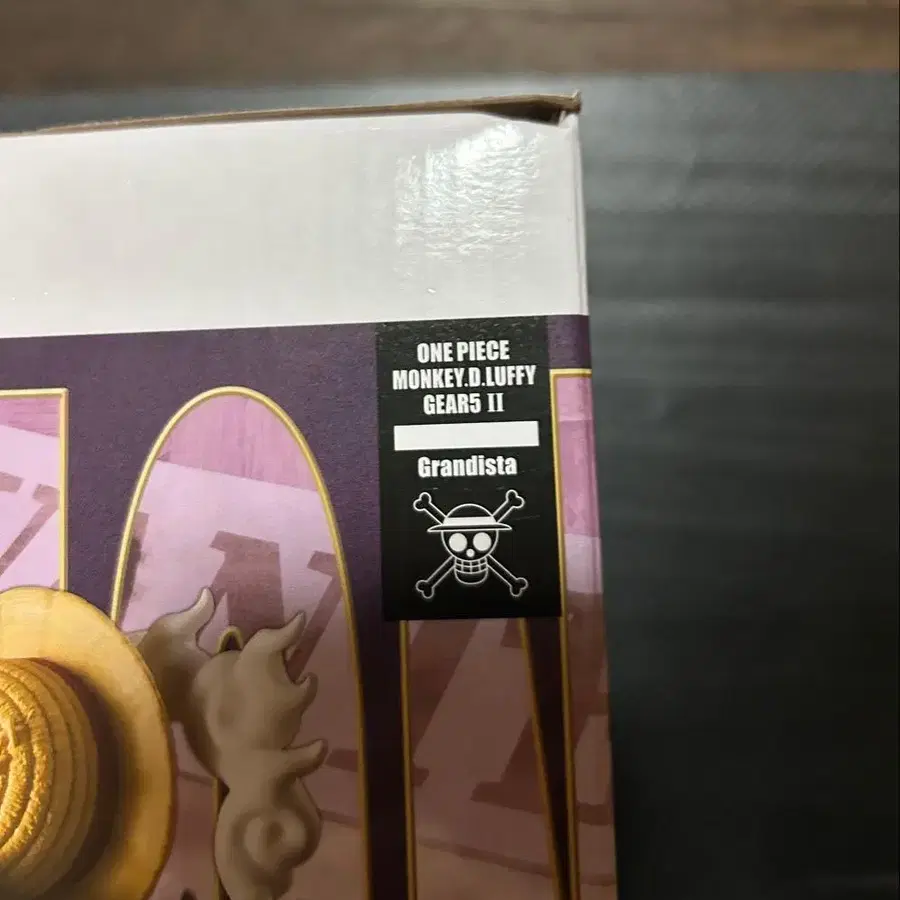 ONE PIECE
MONKEY.D.LUFFY
GEAR5 II
Grandista